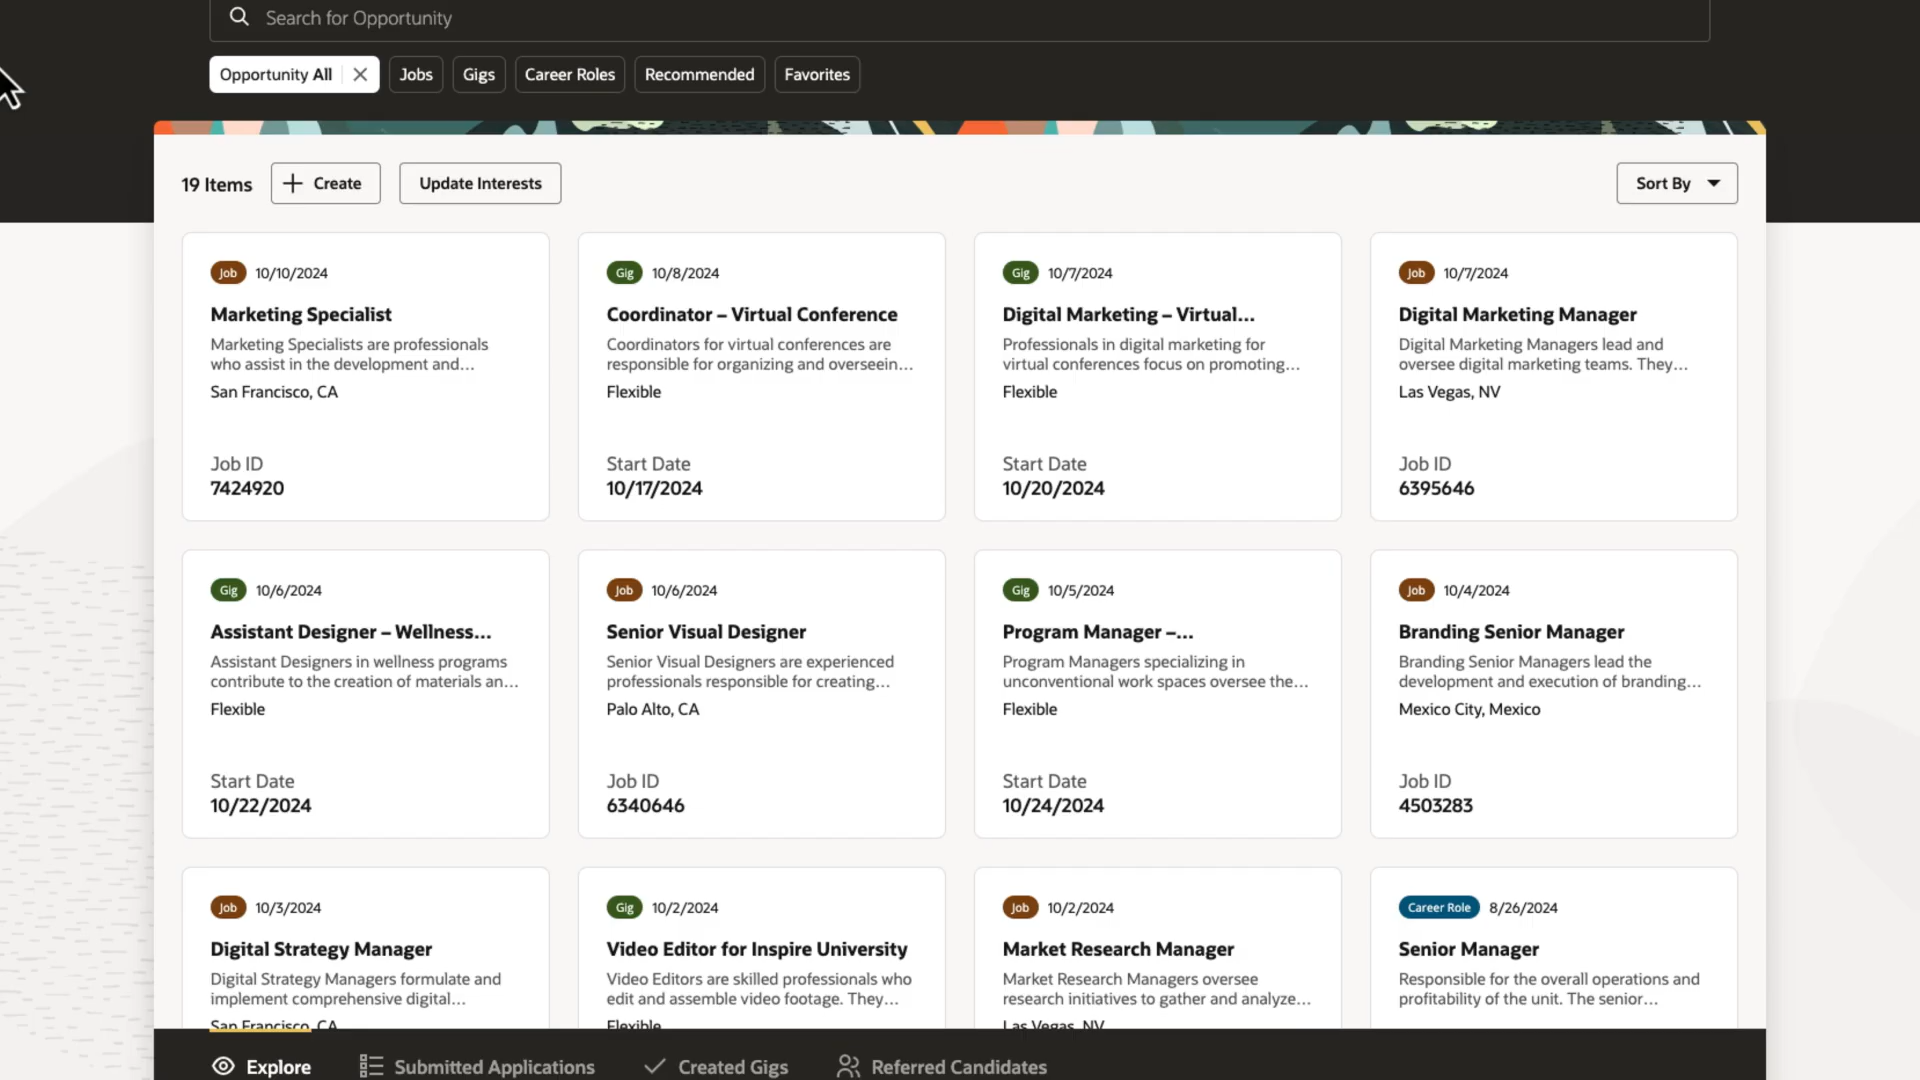 Search for Opportunity
Opportunity All
Jobs
Gigs
Career Roles
Recommended
Favorites
19 Items
Create
Update Interests
Sort By
Job 10/10/2024
Marketing Specialist
Marketing Specialists are professionals
who assist in the development and...
San Francisco, CA
Job ID
7424920
Gig 10/8/2024
Coordinator – Virtual Conference
Coordinators for virtual conferences are
responsible for organizing and overseein...
Flexible
Start Date
10/17/2024
Gig 10/7/2024
Digital Marketing – Virtual...
Professionals in digital marketing for
virtual conferences focus on promoting...
Flexible
Start Date
10/20/2024
Job 10/7/2024
Digital Marketing Manager
Digital Marketing Managers lead and
oversee digital marketing teams. They...
Las Vegas, NV
Job ID
6395646
Gig 10/6/2024
Assistant Designer – Wellness...
Assistant Designers in wellness programs
contribute to the creation of materials an...
Flexible
Start Date
10/22/2024
Job 10/6/2024
Senior Visual Designer
Senior Visual Designers are experienced
professionals responsible for creating...
Palo Alto, CA
Job ID
6340646
Gig 10/5/2024
Program Manager –...
Program Managers specializing in
unconventional work spaces oversee the...
Flexible
Start Date
10/24/2024
Job 10/4/2024
Branding Senior Manager
Branding Senior Managers lead the
development and execution of branding...
Mexico City, Mexico
Job ID
4503283
Job 10/3/2024
Digital Strategy Manager
Digital Strategy Managers formulate and
implement comprehensive digital...
San Francisco, CA
Gig 10/2/2024
Video Editor for Inspire University
Video Editors are skilled professionals who
edit and assemble video footage. They...
Flexible
Job 10/2/2024
Market Research Manager
Market Research Managers oversee
research initiatives to gather and analyze...
Las Vegas, NV
Career Role 8/26/2024
Senior Manager
Responsible for the overall operations and
profitability of the unit. The senior...
Explore
Submitted Applications
Created Gigs
Referred Candidates